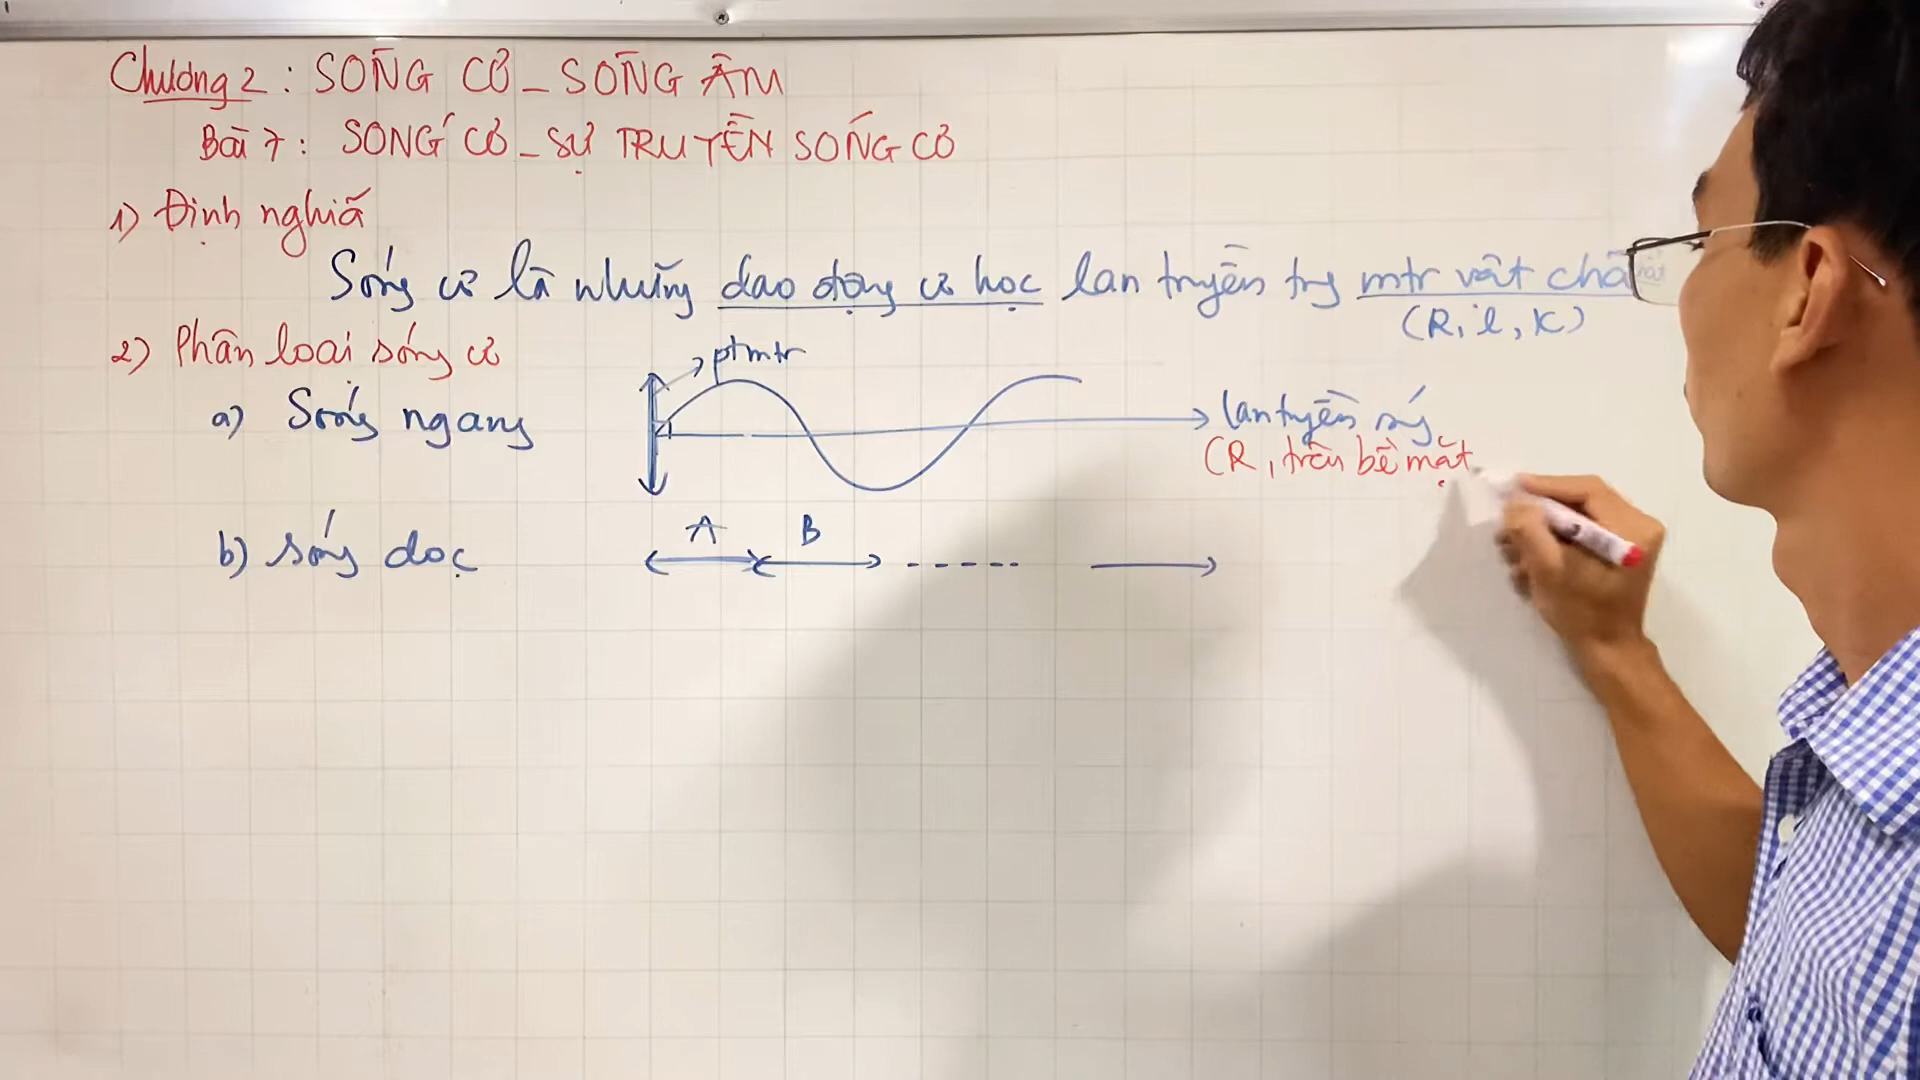 Chương 2 : SÓNG CƠ _ SÓNG ÂM
Bài 7 : SÓNG CƠ _ SỰ TRUYỀN SÓNG CƠ
1) Định nghĩa
Sóng cơ là những dao động cơ học lan truyền trg mtr vật chất
(R, l, K)
2) Phân loại sóng cơ
ptmtr
a) Sóng ngang
lan truyền sóng
(R, trên bề mặt
A B
b) sóng dọc